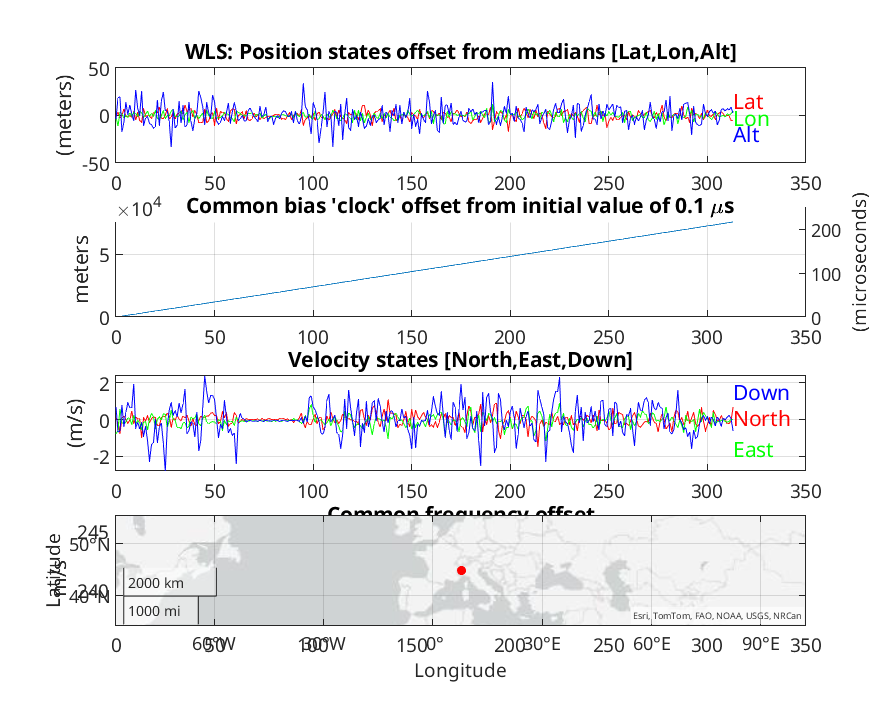 WLS: Position states offset from medians [Lat,Lon,Alt]
50
0
-50
(meters)
Lat
Lon
Alt
0 50 100 150 200 250 300 350
×10⁴
Common bias 'clock' offset from initial value of 0.1 μs
5
0
meters
200
100
0
(microseconds)
0 50 100 150 200 250 300 350
Velocity states [North,East,Down]
2
0
-2
(m/s)
Down
North
East
0 50 100 150 200 250 300 350
Common frequency offset
245
50°N
240
40°N
Latitude
m/s
2000 km
1000 mi
Esri, TomTom, FAO, NOAA, USGS, NRCan
0 50 100 150 200 250 300 350
60°W 30°W 0° 30°E 60°E 90°E
Longitude